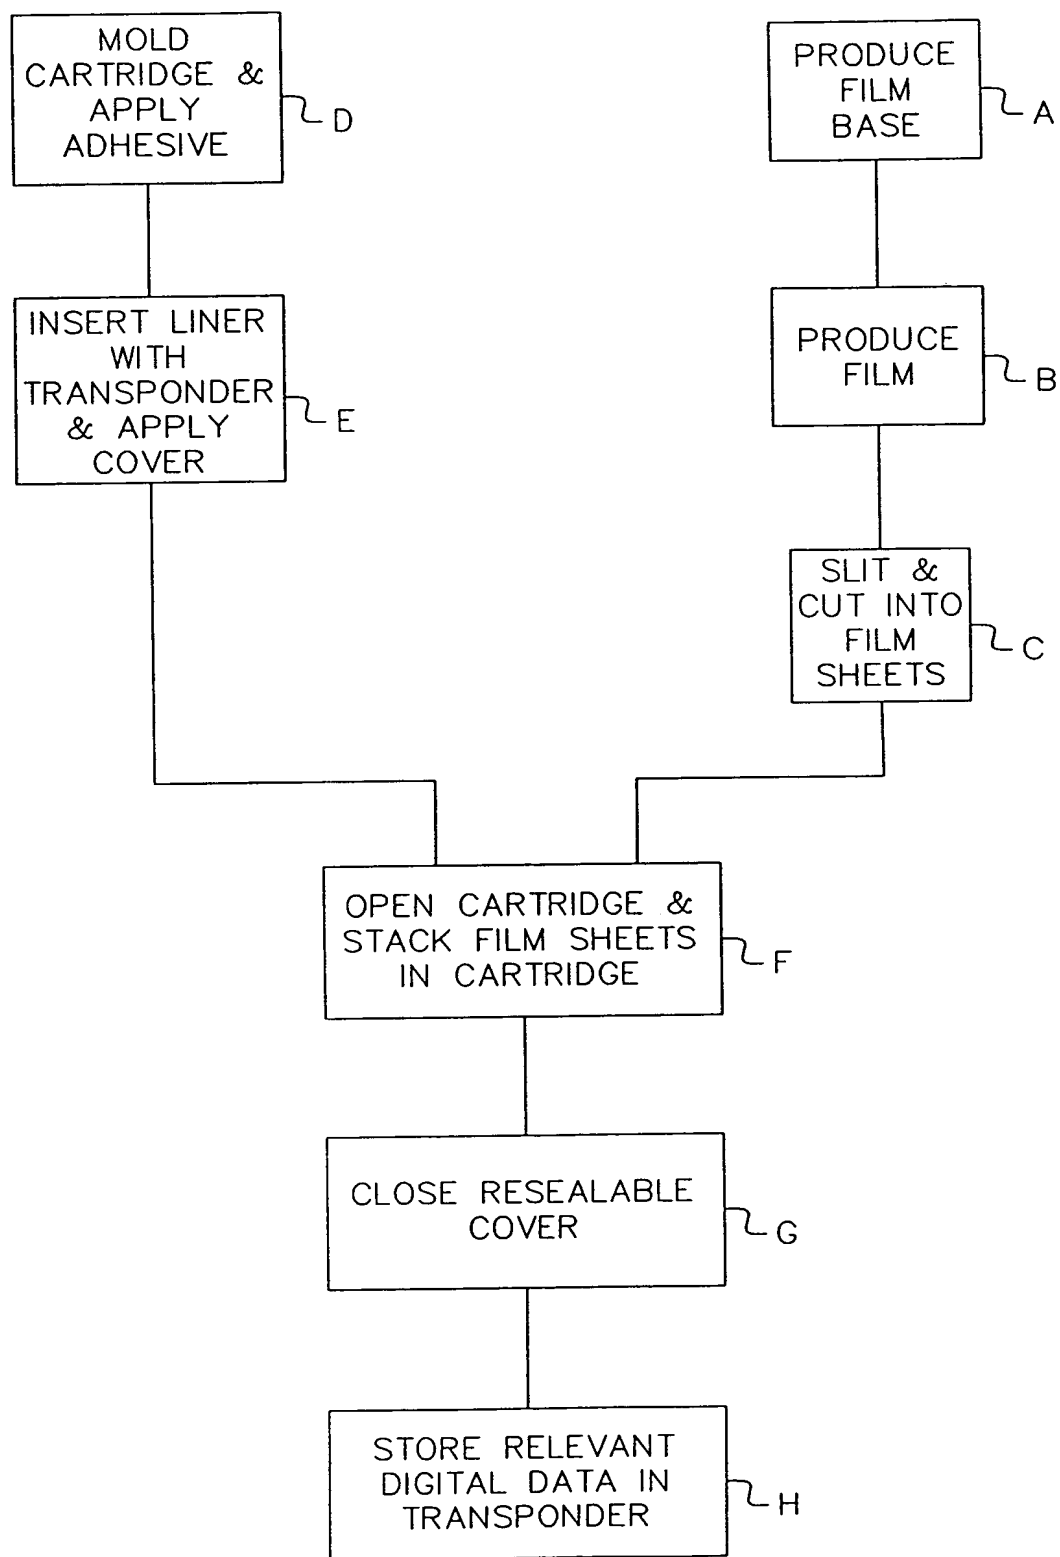 MOLD
CARTRIDGE &
APPLY
ADHESIVE
D
INSERT LINER
WITH
TRANSPONDER
& APPLY
COVER
E
PRODUCE
FILM
BASE
A
PRODUCE
FILM
B
SLIT &
CUT INTO
FILM
SHEETS
C
OPEN CARTRIDGE &
STACK FILM SHEETS
IN CARTRIDGE
F
CLOSE RESEALABLE
COVER
G
STORE RELEVANT
DIGITAL DATA IN
TRANSPONDER
H